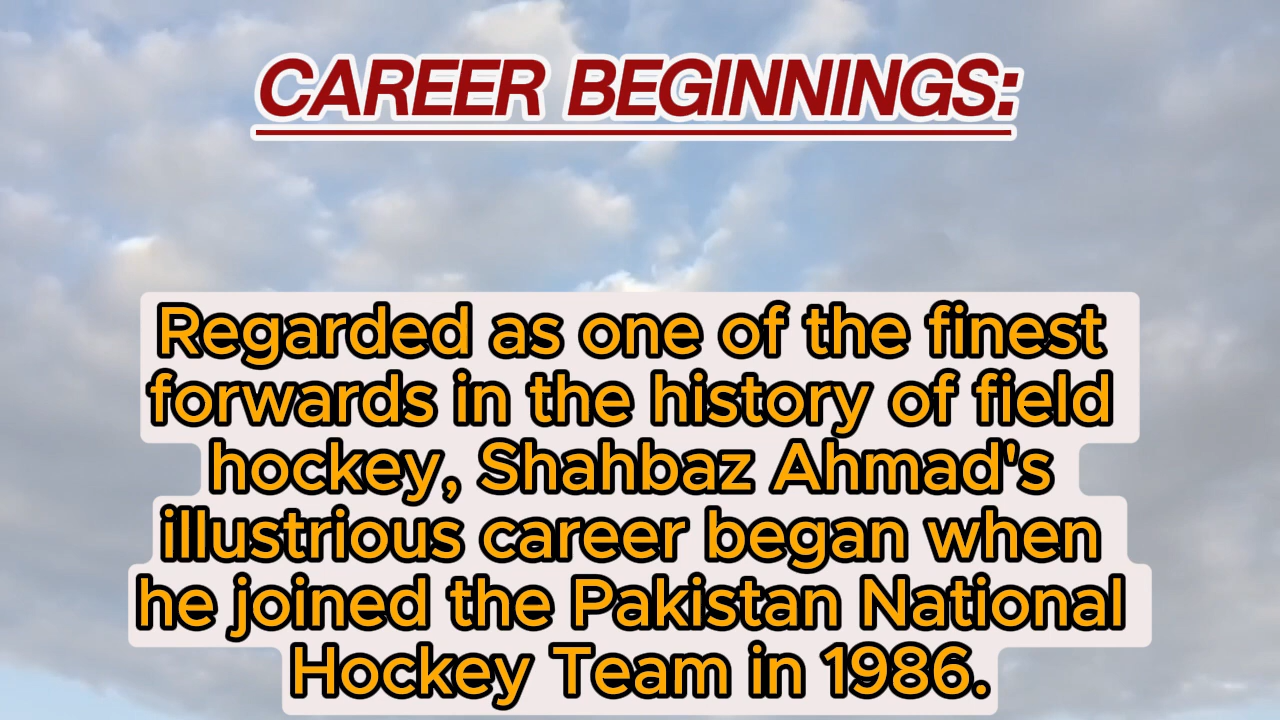 CAREER BEGINNINGS:
Regarded as one of the finest
forwards in the history of field
hockey, Shahbaz Ahmad's
illustrious career began when
he joined the Pakistan National
Hockey Team in 1986.